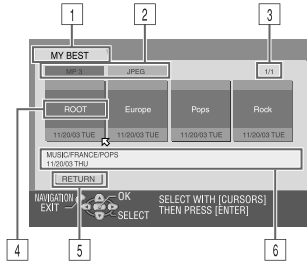 1
2
3
MY BEST
MP 3
JPEG
1/1
ROOT
Europe
Pops
Rock
11/20/03 TUE
11/20/03 TUE
11/20/03 TUE
11/20/03 TUE
MUSIC/FRANCE/POPS
11/20/03 THU
RETURN
NAVIGATION
EXIT
OK
SELECT
SELECT WITH [CURSORS]
THEN PRESS [ENTER]
4
5
6